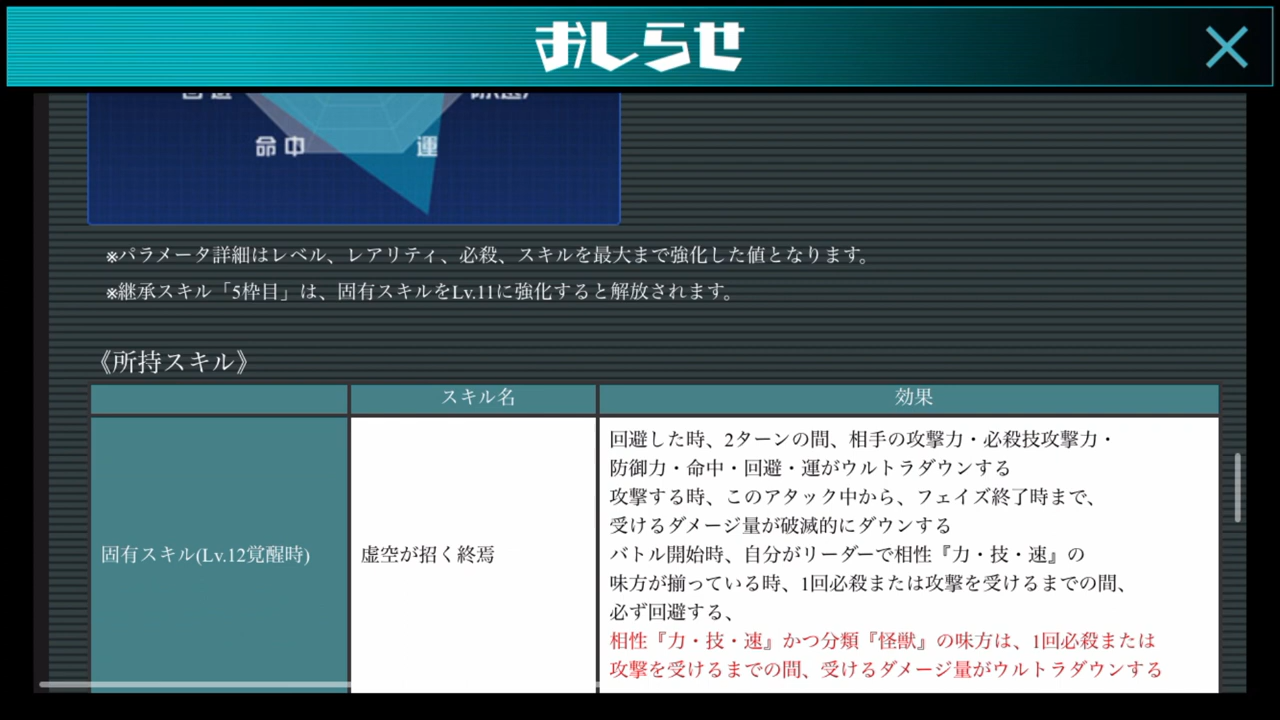 おしらせ
命中
運
※パラメータ詳細はレベル、レアリティ、必殺、スキルを最大まで強化した値となります。
※継承スキル「5枠目」は、固有スキルをLv.11に強化すると解放されます。
《所持スキル》
スキル名
効果
固有スキル(Lv.12覚醒時)
虚空が招く終焉
回避した時、2ターンの間、相手の攻撃力・必殺技攻撃力・
防御力・命中・回避・運がウルトラダウンする
攻撃する時、このアタック中から、フェイズ終了時まで、
受けるダメージ量が破滅的にダウンする
バトル開始時、自分がリーダーで相性『力・技・速』の
味方が揃っている時、1回必殺または攻撃を受けるまでの間、
必ず回避する、
相性『力・技・速』かつ分類『怪獣』の味方は、1回必殺または
攻撃を受けるまでの間、受けるダメージ量がウルトラダウンする